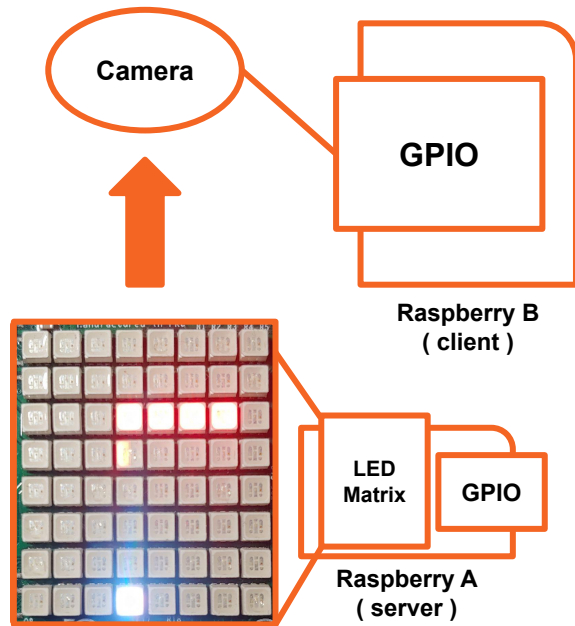 Camera
GPIO
Raspberry B
( client )
LED
Matrix
GPIO
Raspberry A
( server )